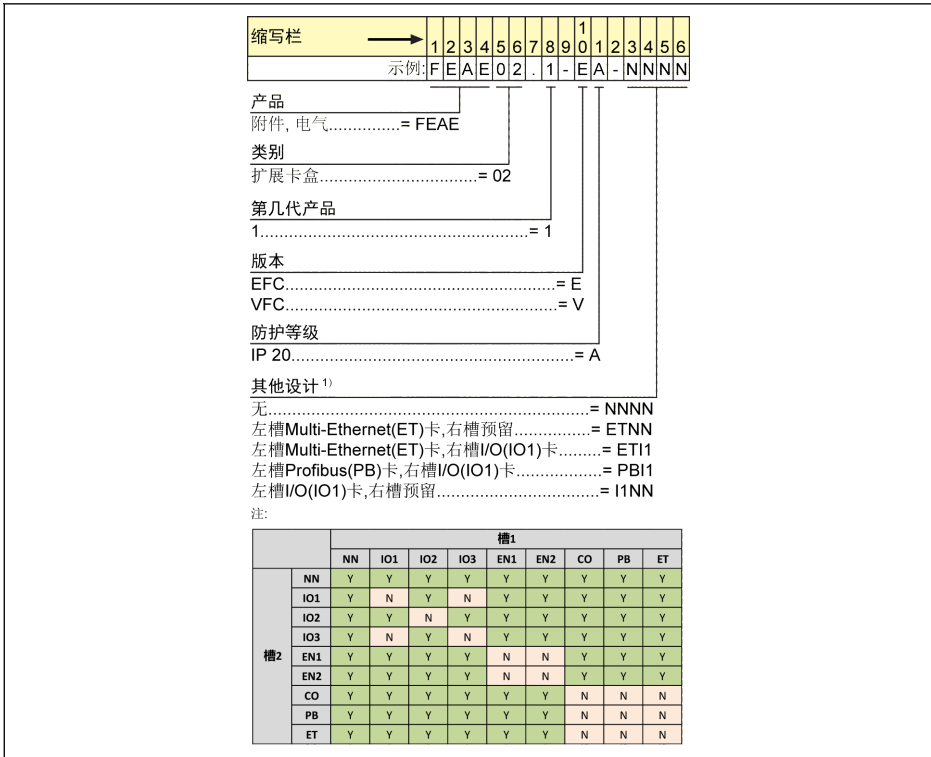 缩写栏 1 2 3 4 5 6 7 8 9 10 1 2 3 4 5 6
示例: F E A E 0 2 . 1 - E A - N N N N
产品
附件, 电气...............= FEAE
类别
扩展卡盒.................................= 02
第几代产品
1........................................................= 1
版本
EFC.........................................................= E
VFC.........................................................= V
防护等级
IP 20...........................................................= A
其他设计 1)
无...................................................................= NNNN
左槽Multi-Ethernet(ET)卡,右槽预留................= ETNN
左槽Multi-Ethernet(ET)卡,右槽I/O(IO1)卡.........= ETI1
左槽Profibus(PB)卡,右槽I/O(IO1)卡..................= PBI1
左槽I/O(IO1)卡,右槽预留..................................= I1NN
注:
槽1
NN IO1 IO2 IO3 EN1 EN2 CO PB ET
槽2
NN Y Y Y Y Y Y Y Y Y
IO1 Y N Y N Y Y Y Y Y
IO2 Y Y N Y Y Y Y Y Y
IO3 Y N Y N Y Y Y Y Y
EN1 Y Y Y Y N N Y Y Y
EN2 Y Y Y Y N N Y Y Y
CO Y Y Y Y Y Y N N N
PB Y Y Y Y Y Y N N N
ET Y Y Y Y Y Y N N N